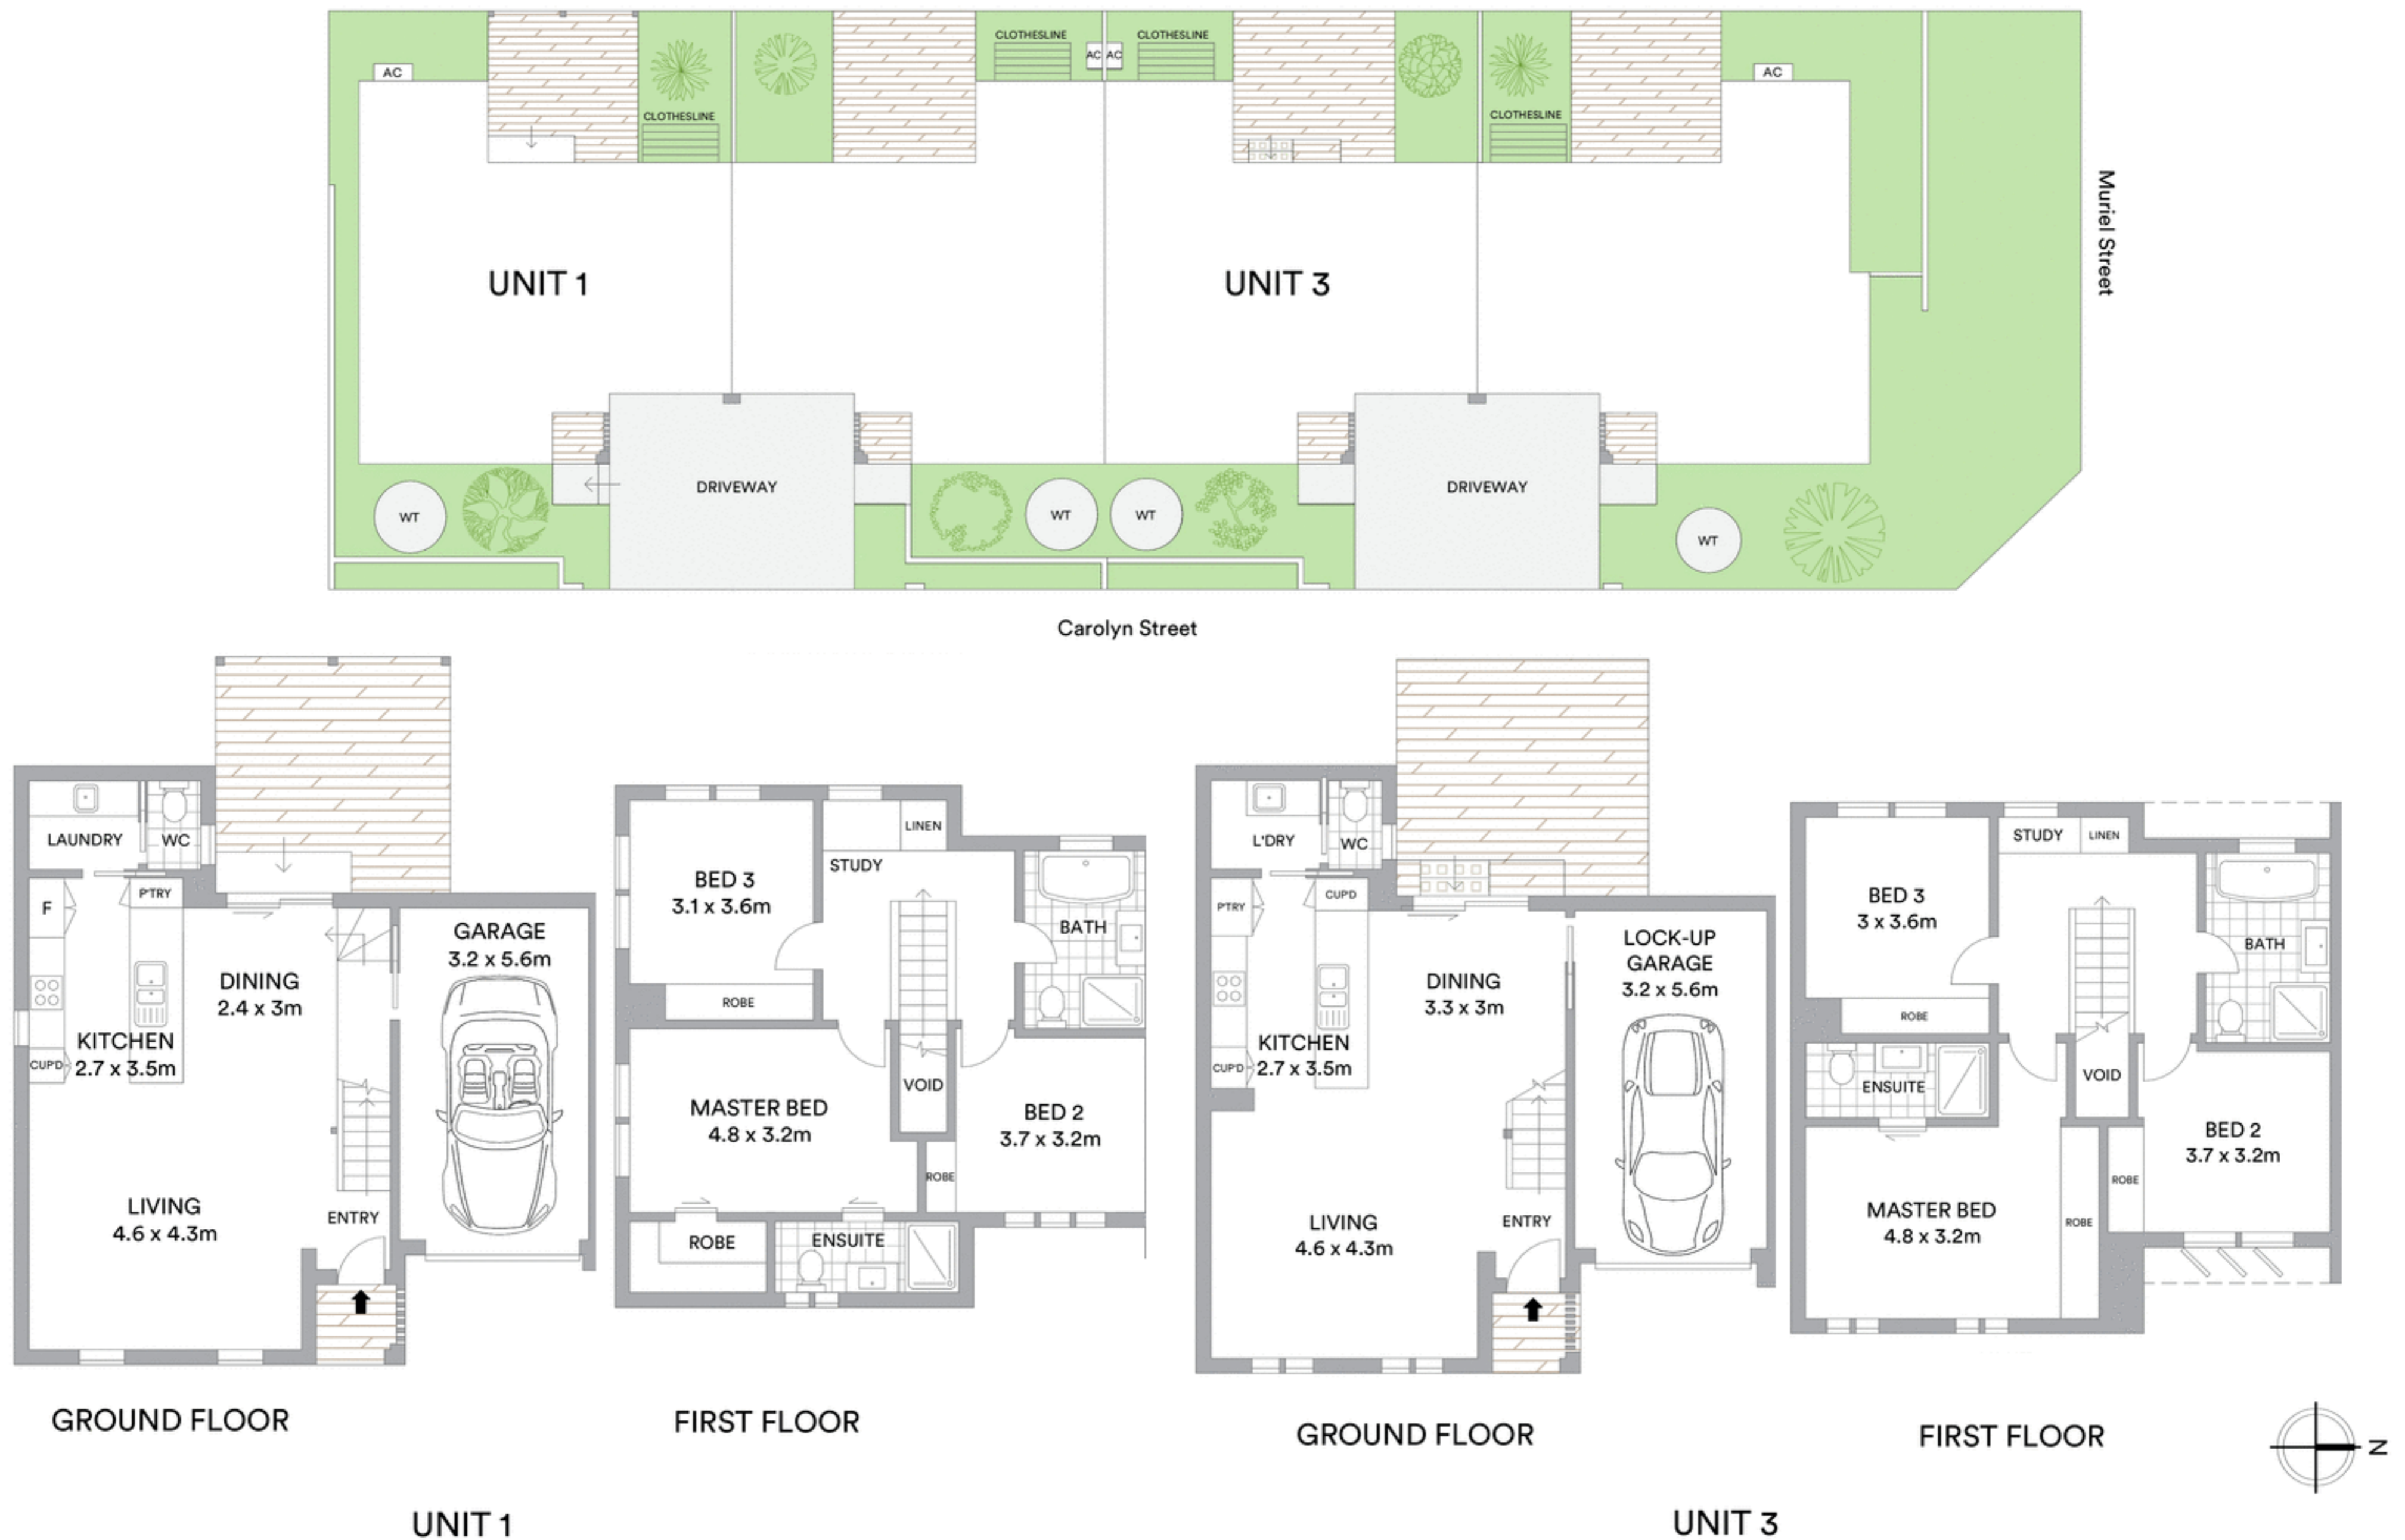 CLOTHESLINE
CLOTHESLINE
AC
AC
AC
AC
CLOTHESLINE
CLOTHESLINE
UNIT 1
UNIT 3
Muriel Street
DRIVEWAY
DRIVEWAY
WT
WT
WT
WT
Carolyn Street
LAUNDRY
WC
F
P'TRY
KITCHEN
2.7 x 3.5m
CUP'D
DINING
2.4 x 3m
GARAGE
3.2 x 5.6m
LIVING
4.6 x 4.3m
ENTRY
GROUND FLOOR
BED 3
3.1 x 3.6m
LINEN
STUDY
BATH
ROBE
MASTER BED
4.8 x 3.2m
VOID
BED 2
3.7 x 3.2m
ROBE
ROBE
ENSUITE
FIRST FLOOR
UNIT 1
L'DRY
WC
P'TRY
CUP'D
KITCHEN
2.7 x 3.5m
CUP'D
DINING
3.3 x 3m
LOCK-UP
GARAGE
3.2 x 5.6m
LIVING
4.6 x 4.3m
ENTRY
GROUND FLOOR
STUDY
LINEN
BED 3
3 x 3.6m
BATH
ROBE
ENSUITE
VOID
BED 2
3.7 x 3.2m
ROBE
MASTER BED
4.8 x 3.2m
ROBE
FIRST FLOOR
N
UNIT 3